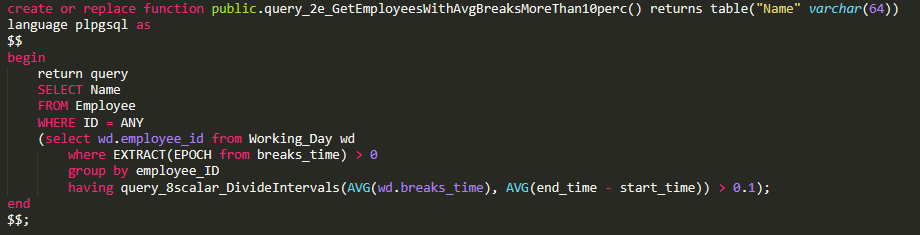 create or replace function public.query_2e_GetEmployeesWithAvgBreaksMoreThan10perc() returns table("Name" varchar(64))
language plpgsql as
$$
begin
    return query
    SELECT Name
    FROM Employee
    WHERE ID = ANY
    (select wd.employee_id from Working_Day wd
        where EXTRACT(EPOCH from breaks_time) > 0
        group by employee_ID
        having query_8scalar_DivideIntervals(AVG(wd.breaks_time), AVG(end_time - start_time)) > 0.1);
end
$$;